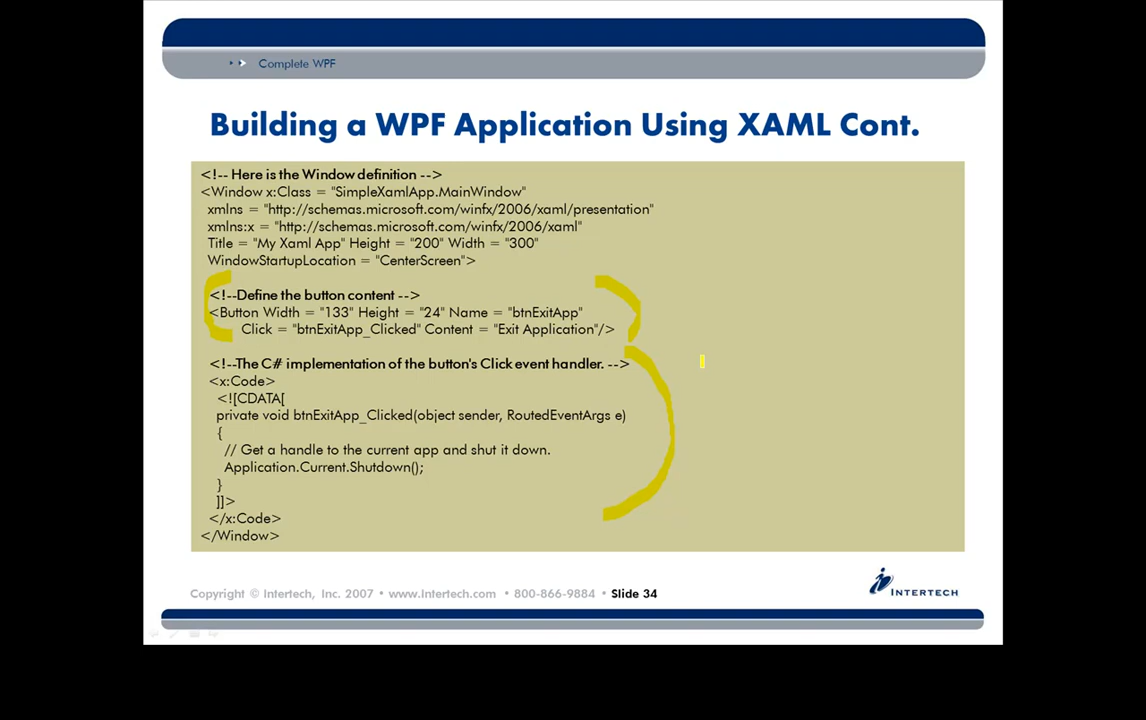 Complete WPF
Building a WPF Application Using XAML Cont.
<!-- Here is the Window definition -->
<Window x:Class = "SimpleXamlApp.MainWindow"
xmlns = "http://schemas.microsoft.com/winfx/2006/xaml/presentation"
xmlns:x = "http://schemas.microsoft.com/winfx/2006/xaml"
Title = "My Xaml App" Height = "200" Width = "300"
WindowStartupLocation = "CenterScreen">
<!--Define the button content -->
<Button Width = "133" Height = "24" Name = "btnExitApp"
Click = "btnExitApp_Clicked" Content = "Exit Application"/>
<!--The C# implementation of the button's Click event handler. -->
<x:Code>
<![CDATA[
private void btnExitApp_Clicked(object sender, RoutedEventArgs e)
{
// Get a handle to the current app and shut it down.
Application.Current.Shutdown();
}
]]>
</x:Code>
</Window>
Copyright © Intertech, Inc. 2007 • www.Intertech.com • 800-866-9884 • Slide 34
INTERTECH